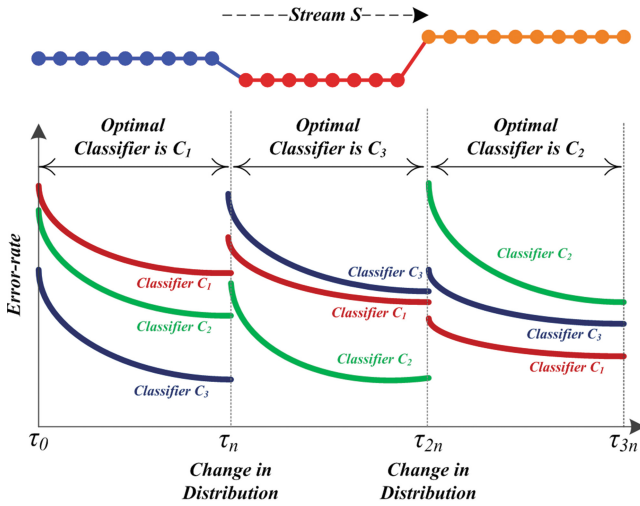 Stream S
Optimal
Classifier is C1
Optimal
Classifier is C3
Optimal
Classifier is C2
Error-rate
Classifier C1
Classifier C2
Classifier C3
Classifier C3
Classifier C1
Classifier C2
Classifier C2
Classifier C3
Classifier C1
τ0
τn
τ2n
τ3n
Change in
Distribution
Change in
Distribution